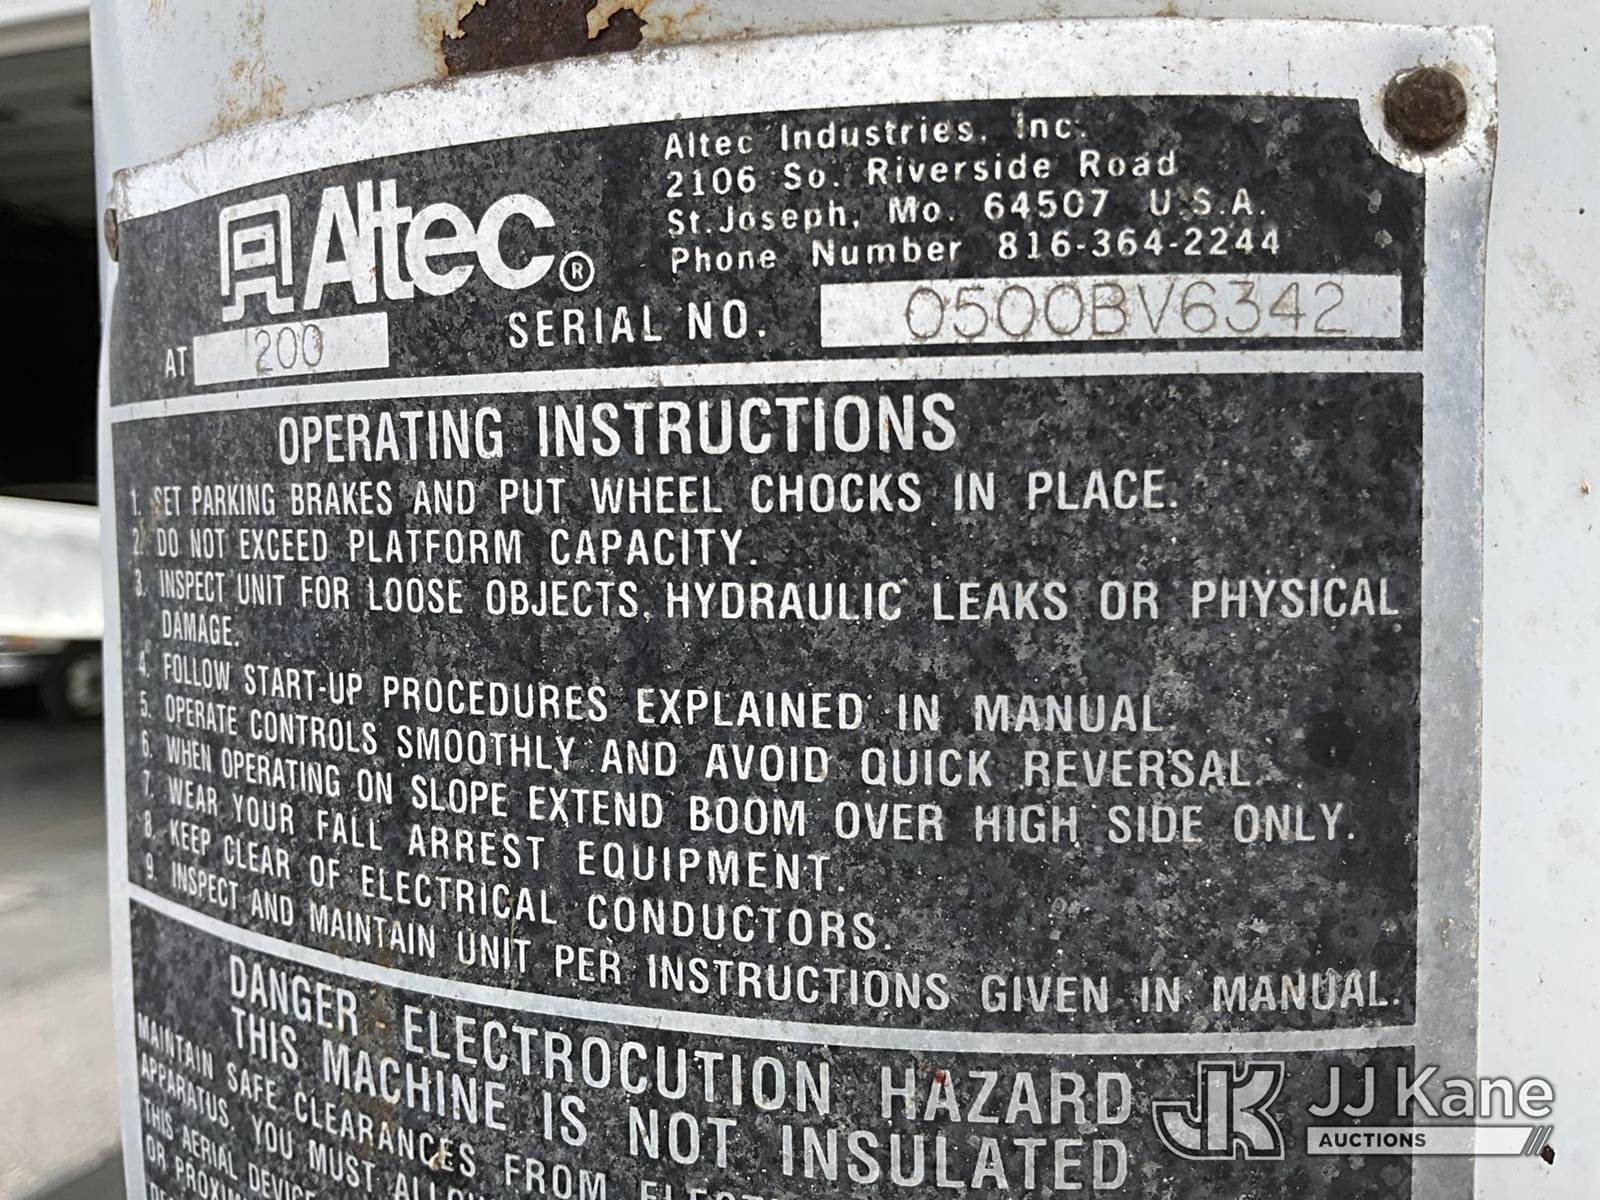 Altec Industries, Inc.
2106 So. Riverside Road
St. Joseph, Mo. 64507 U.S.A.
Phone Number 816-364-2244
Altec®
AT 200
SERIAL NO. 0500BV6342
OPERATING INSTRUCTIONS
1. SET PARKING BRAKES AND PUT WHEEL CHOCKS IN PLACE.
2. DO NOT EXCEED PLATFORM CAPACITY.
3. INSPECT UNIT FOR LOOSE OBJECTS, HYDRAULIC LEAKS OR PHYSICAL
DAMAGE.
4. FOLLOW START-UP PROCEDURES EXPLAINED IN MANUAL
5. OPERATE CONTROLS SMOOTHLY AND AVOID QUICK REVERSAL.
6. WHEN OPERATING ON SLOPE EXTEND BOOM OVER HIGH SIDE ONLY.
7. WEAR YOUR FALL ARREST EQUIPMENT.
8. KEEP CLEAR OF ELECTRICAL CONDUCTORS.
9. INSPECT AND MAINTAIN UNIT PER INSTRUCTIONS GIVEN IN MANUAL.
DANGER ELECTROCUTION HAZARD
THIS MACHINE IS NOT INSULATED
MAINTAIN SAFE CLEARANCES FROM
APPARATUS. YOU MUST
THIS AERIAL DEVICE
OR
JK JJ Kane
AUCTIONS